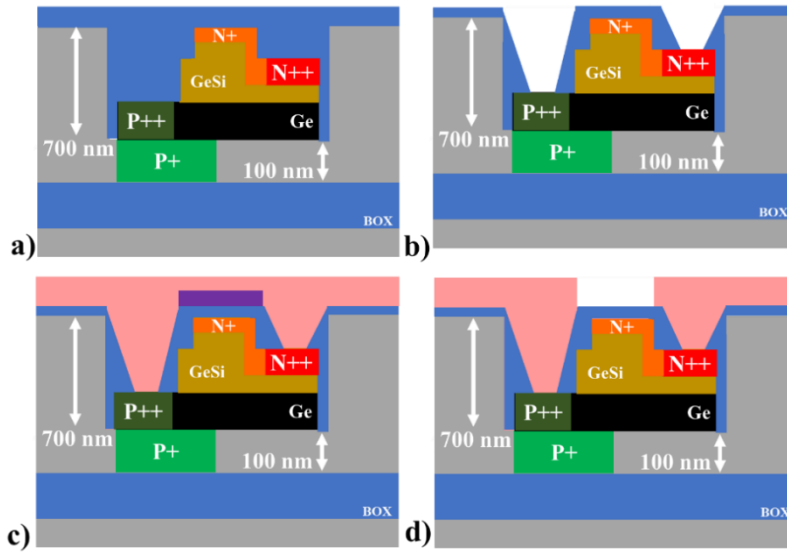 N+
N++
GeSi
700 nm
P++
Ge
P+
100 nm
BOX
a)
N+
N++
GeSi
700 nm
P++
Ge
P+
100 nm
BOX
b)
N+
N++
GeSi
700 nm
P++
Ge
P+
100 nm
BOX
c)
N+
N++
GeSi
700 nm
P++
Ge
P+
100 nm
BOX
d)